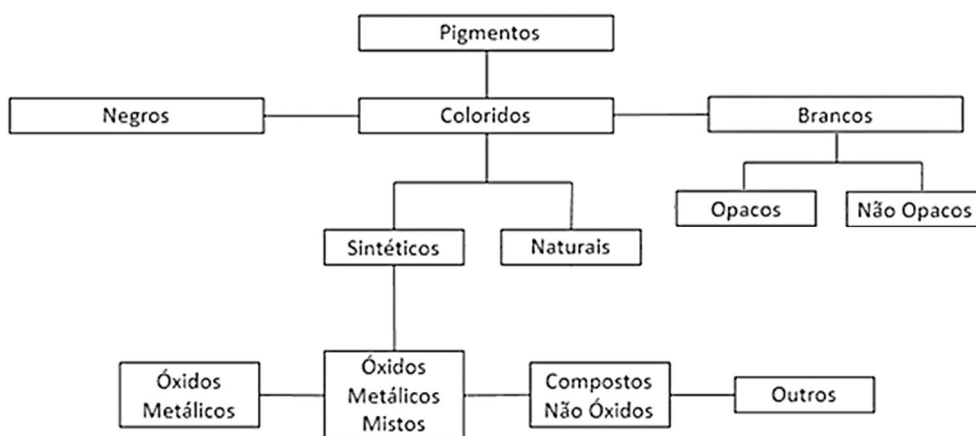 Pigmentos
Negros
Coloridos
Brancos
Opacos
Não Opacos
Sintéticos
Naturais
Óxidos
Metálicos
Óxidos
Metálicos
Mistos
Compostos
Não Óxidos
Outros